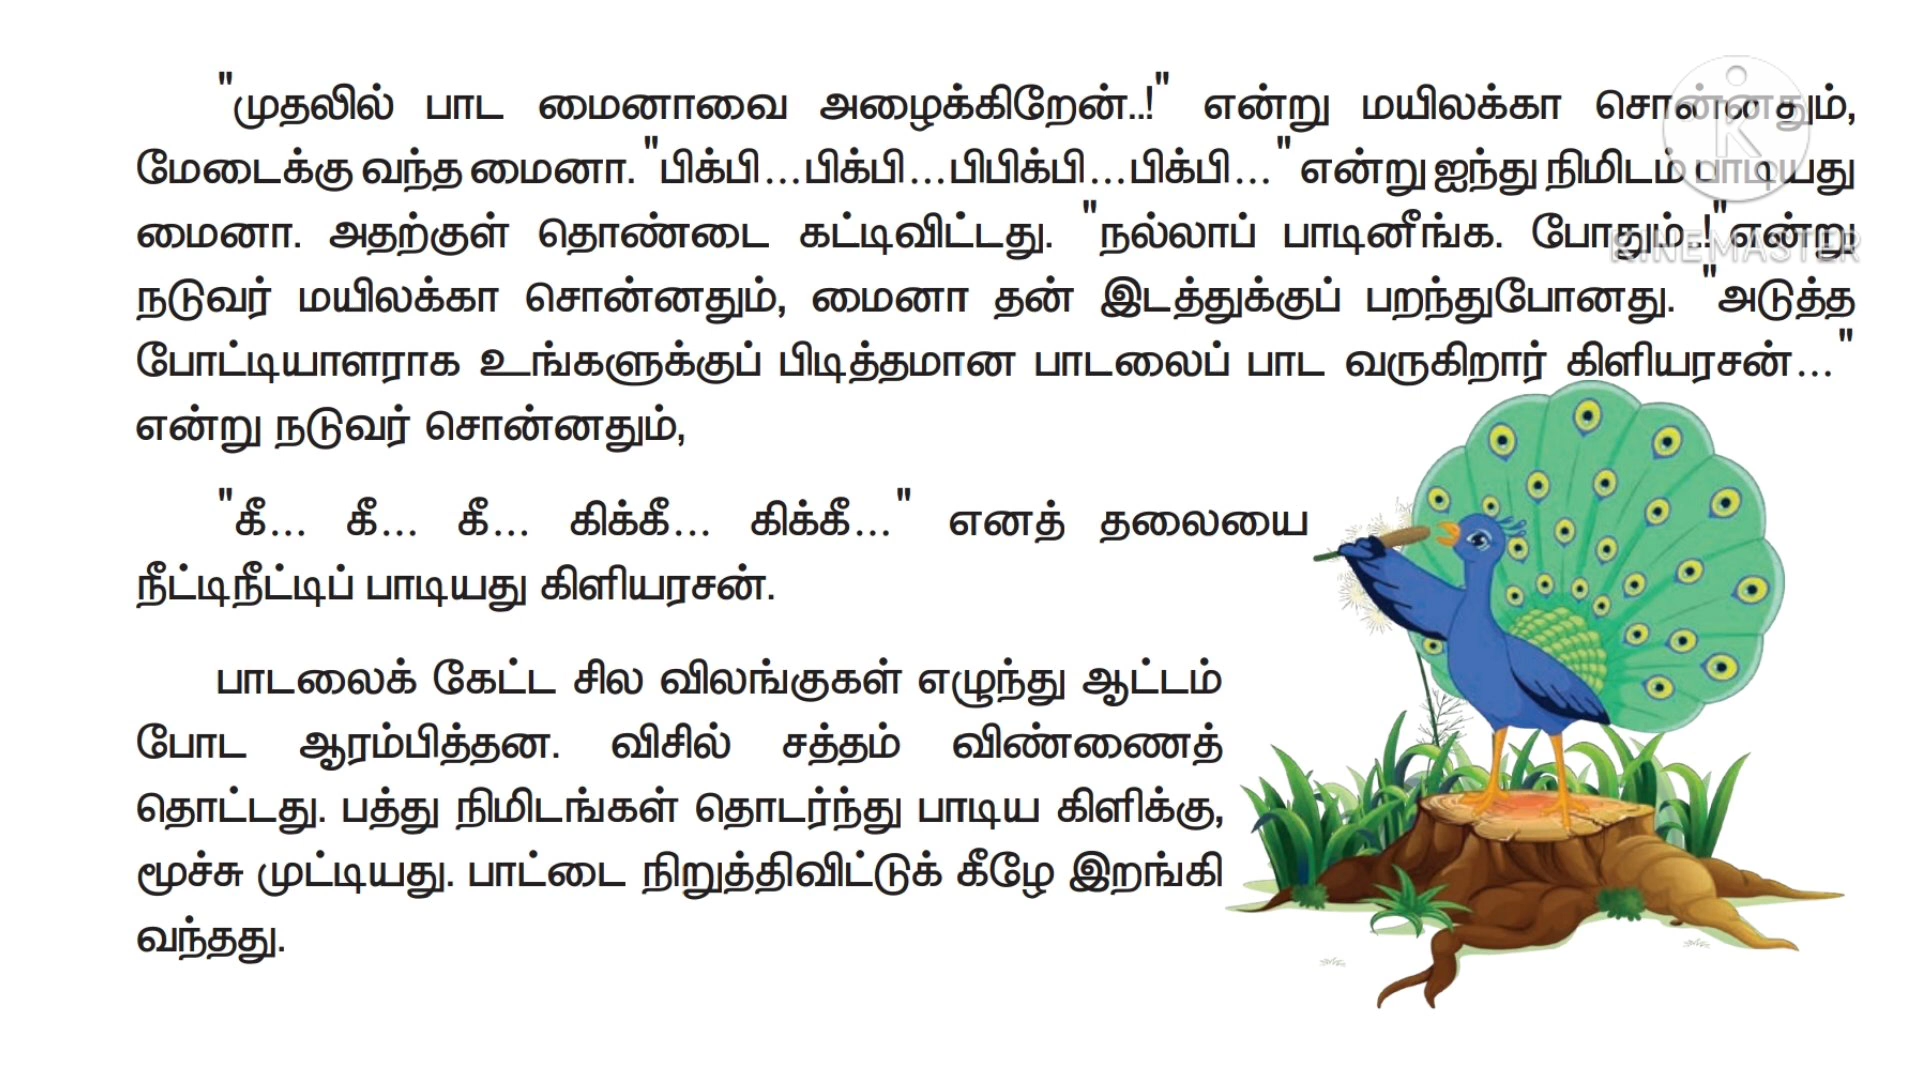 "முதலில் பாட மைனாவை அழைக்கிறேன்..!" என்று மயிலக்கா சொன்னதும்,
மேடைக்கு வந்த மைனா. "பிக்பி...பிக்பி...பிபிக்பி...பிக்பி..." என்று ஐந்து நிமிடம் பாடியது
மைனா. அதற்குள் தொண்டை கட்டிவிட்டது. "நல்லாப் பாடினீங்க. போதும்..!"என்று
நடுவர் மயிலக்கா சொன்னதும், மைனா தன் இடத்துக்குப் பறந்துபோனது. "அடுத்த
போட்டியாளராக உங்களுக்குப் பிடித்தமான பாடலைப் பாட வருகிறார் கிளியரசன்..."
என்று நடுவர் சொன்னதும்,
"கீ... கீ... கீ... கிக்கீ... கிக்கீ..." எனத் தலையை
நீட்டிநீட்டிப் பாடியது கிளியரசன்.
பாடலைக் கேட்ட சில விலங்குகள் எழுந்து ஆட்டம்
போட ஆரம்பித்தன. விசில் சத்தம் விண்ணைத்
தொட்டது. பத்து நிமிடங்கள் தொடர்ந்து பாடிய கிளிக்கு,
மூச்சு முட்டியது. பாட்டை நிறுத்திவிட்டுக் கீழே இறங்கி
வந்தது.
K
KINEMASTER